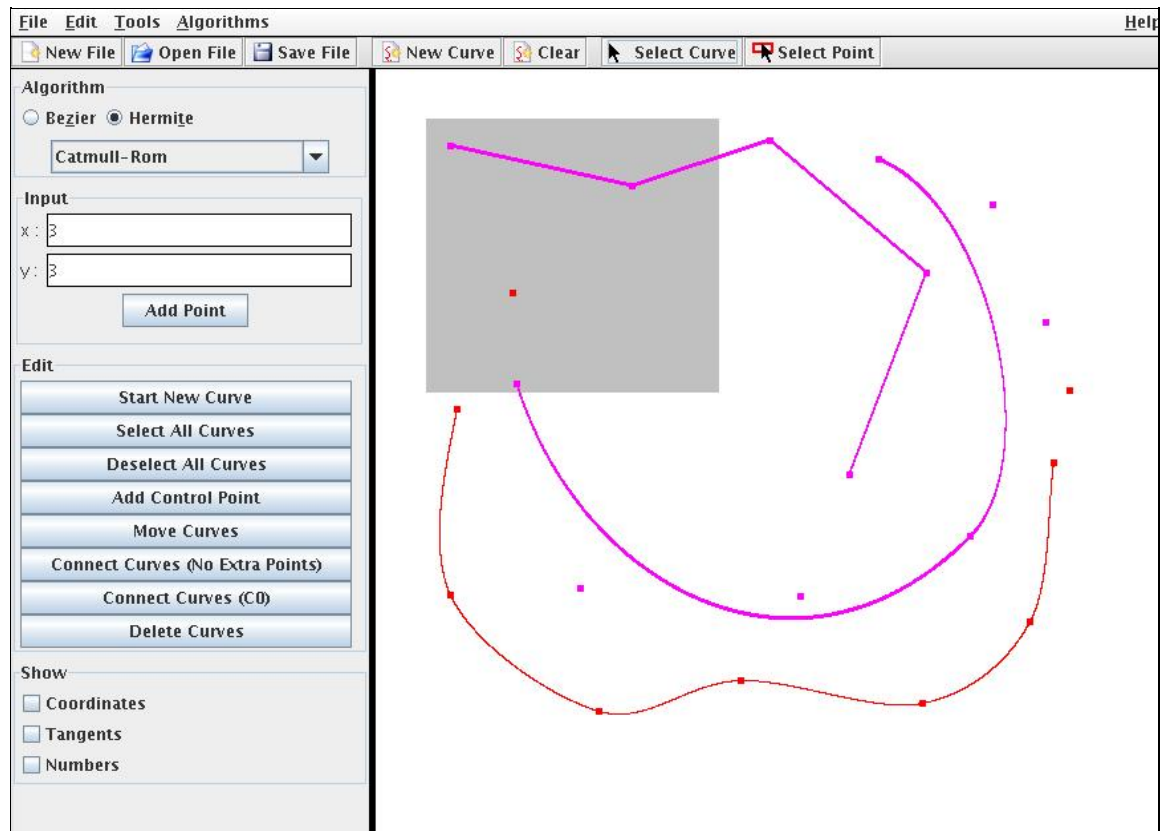 File Edit Tools Algorithms Help
New File Open File Save File New Curve Clear Select Curve Select Point
Algorithm
Bezier Hermite
Catmull-Rom
Input
x: 3
y: 3
Add Point
Edit
Start New Curve
Select All Curves
Deselect All Curves
Add Control Point
Move Curves
Connect Curves (No Extra Points)
Connect Curves (C0)
Delete Curves
Show
Coordinates
Tangents
Numbers